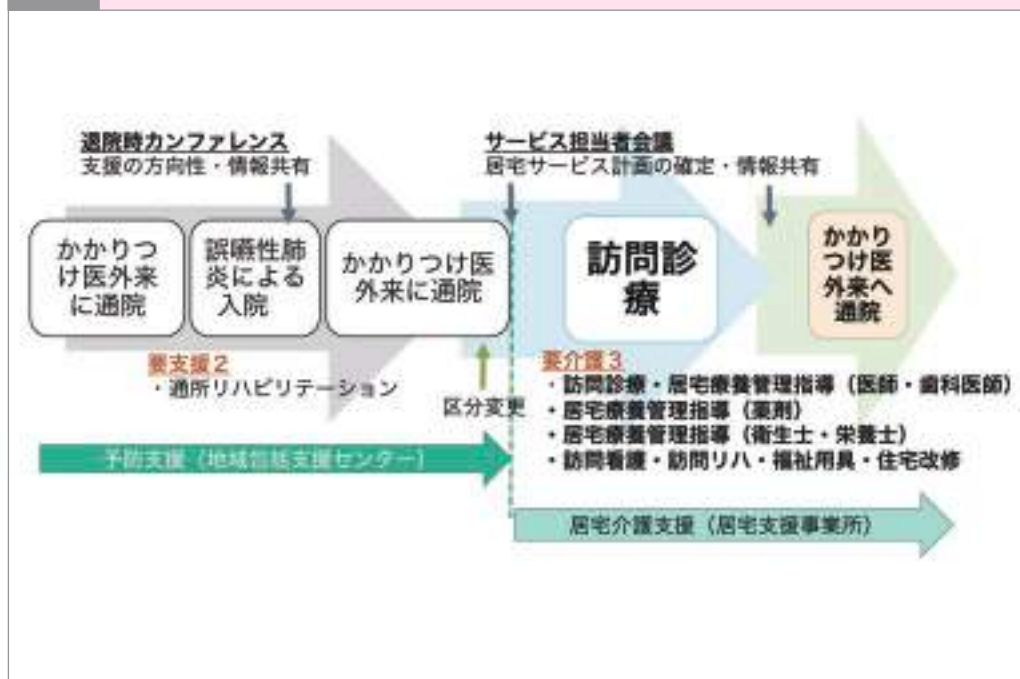 退院時カンファレンス
支援の方向性・情報共有
サービス担当者会議
居宅サービス計画の確定・情報共有
かかりつ
け医外来
に通院
誤嚥性肺
炎による
入院
かかりつけ医
外来に通院
訪問診
療
かかり
つけ医
外来へ
通院
要支援2
・通所リハビリテーション
区分変更
要介護3
・訪問診療・居宅療養管理指導（医師・歯科医師）
・居宅療養管理指導（薬剤）
・居宅療養管理指導（衛生士・栄養士）
・訪問看護・訪問リハ・福祉用具・住宅改修
予防支援（地域包括支援センター）
居宅介護支援（居宅支援事業所）